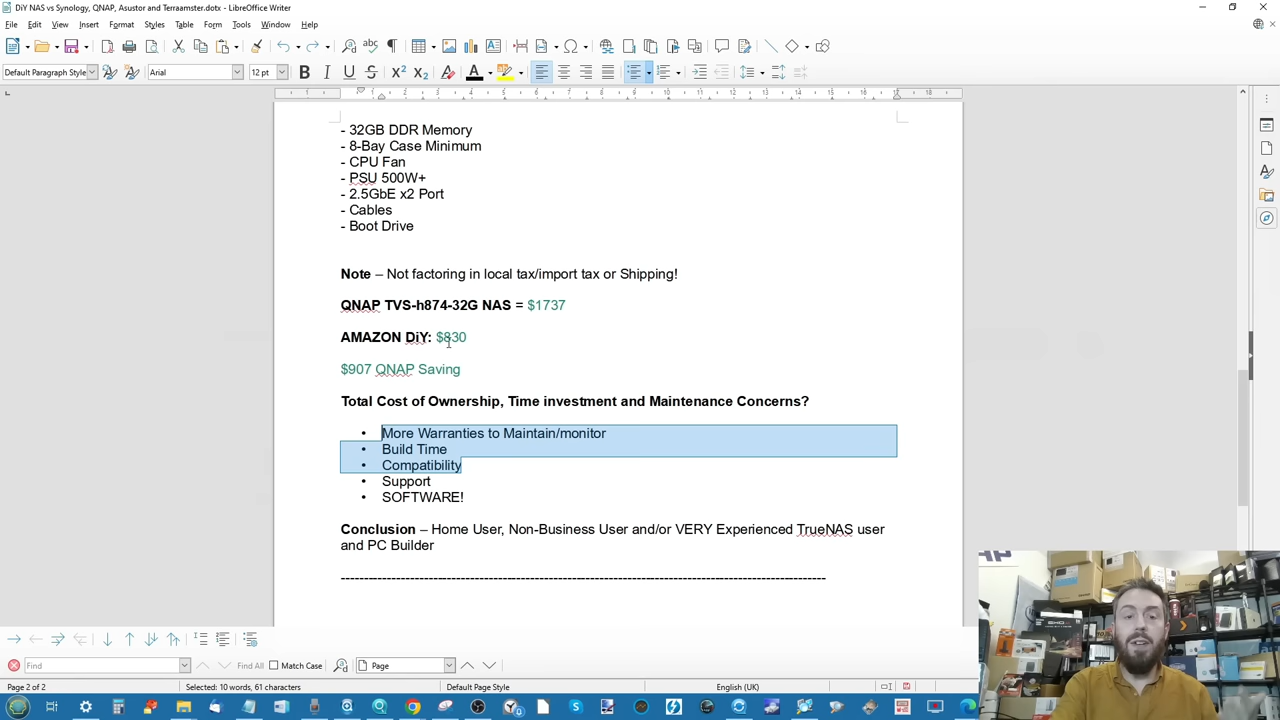 DiY NAS vs Synology, QNAP, Asustor and Terraamster.dotx - LibreOffice Writer
File Edit View Insert Format Styles Table Form Tools Window Help
Default Paragraph Style Arial 12 pt
- 32GB DDR Memory
- 8-Bay Case Minimum
- CPU Fan
- PSU 500W+
- 2.5GbE x2 Port
- Cables
- Boot Drive
Note – Not factoring in local tax/import tax or Shipping!
QNAP TVS-h874-32G NAS = $1737
AMAZON DiY: $830
$907 QNAP Saving
Total Cost of Ownership, Time investment and Maintenance Concerns?
• More Warranties to Maintain/monitor
• Build Time
• Compatibility
• Support
• SOFTWARE!
Conclusion – Home User, Non-Business User and/or VERY Experienced TrueNAS user
and PC Builder
--------------------------------------------------------------------------------------------------------
Find Find All Match Case Page
Page 2 of 2 Selected: 10 words, 61 characters Default Page Style English (UK)